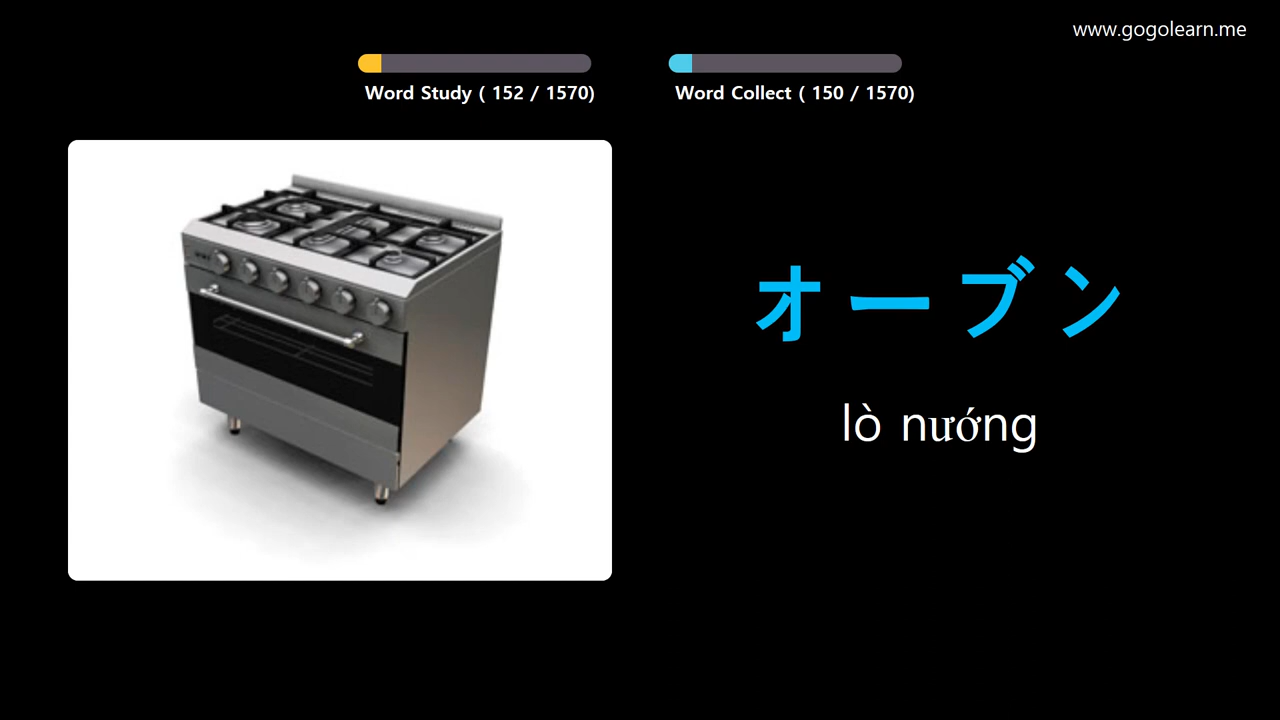 www.gogolearn.me
Word Study ( 152 / 1570)
Word Collect ( 150 / 1570)
オーブン
lò nướng